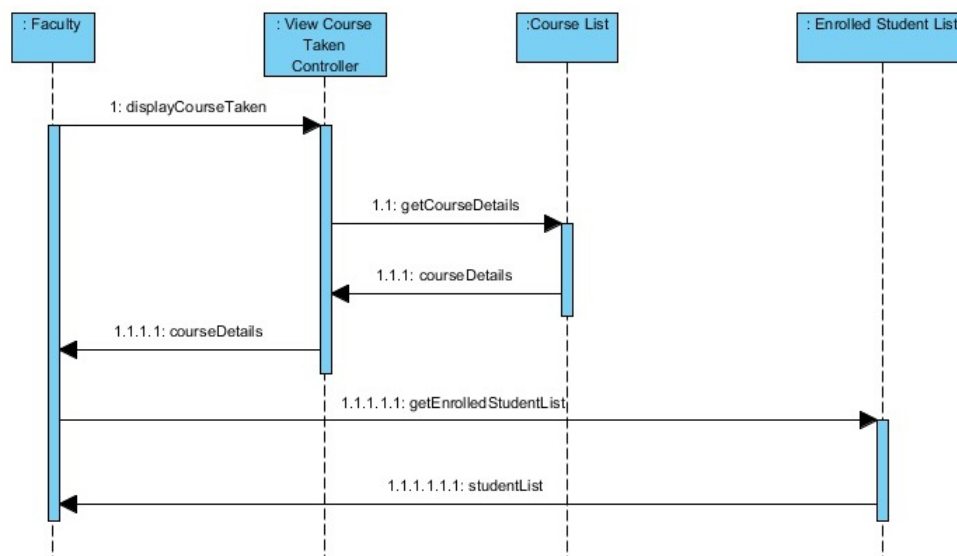 : Faculty
: View Course
Taken
Controller
:Course List
: Enrolled Student List
1: displayCourseTaken
1.1: getCourseDetails
1.1.1: courseDetails
1.1.1.1: courseDetails
1.1.1.1.1: getEnrolledStudentList
1.1.1.1.1.1: studentList